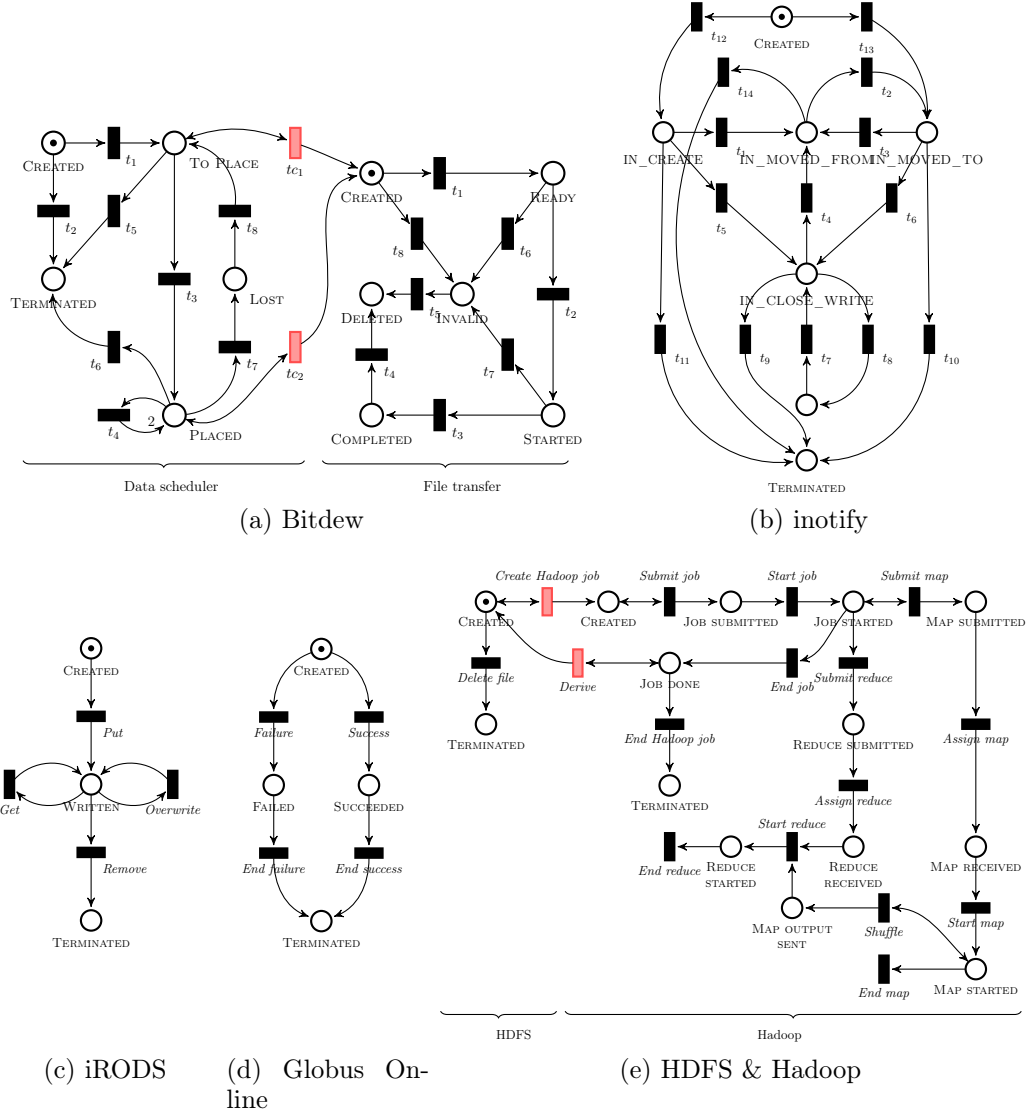 CREATED
t1
TO PLACE
tc1
t2
t5
t8
TERMINATED
t3
LOST
t6
t7
tc2
2
t4
PLACED
CREATED
t1
READY
t8
t6
DELETED
t5
INVALID
t2
t4
t7
COMPLETED
t3
STARTED
Data scheduler
File transfer
(a) Bitdew
t12
CREATED
t13
t14
t2
t1
t3
IN_CREATE
IN_MOVED_FROM
IN_MOVED_TO
t5
t4
t6
IN_CLOSE_WRITE
t11
t9
t7
t8
t10
TERMINATED
(b) inotify
CREATED
Put
Get
WRITTEN
Overwrite
Remove
TERMINATED
(c) iRODS
CREATED
Failure
Success
FAILED
SUCCEEDED
End failure
End success
TERMINATED
(d) Globus On-
line
Create Hadoop job
Submit job
Start job
Submit map
CREATED
CREATED
JOB SUBMITTED
JOB STARTED
MAP SUBMITTED
Delete file
Derive
JOB DONE
End job
Submit reduce
TERMINATED
End Hadoop job
REDUCE SUBMITTED
Assign map
TERMINATED
Assign reduce
Start reduce
End reduce
REDUCE
STARTED
REDUCE
RECEIVED
MAP RECEIVED
MAP OUTPUT
SENT
Shuffle
Start map
End map
MAP STARTED
HDFS
Hadoop
(e) HDFS & Hadoop